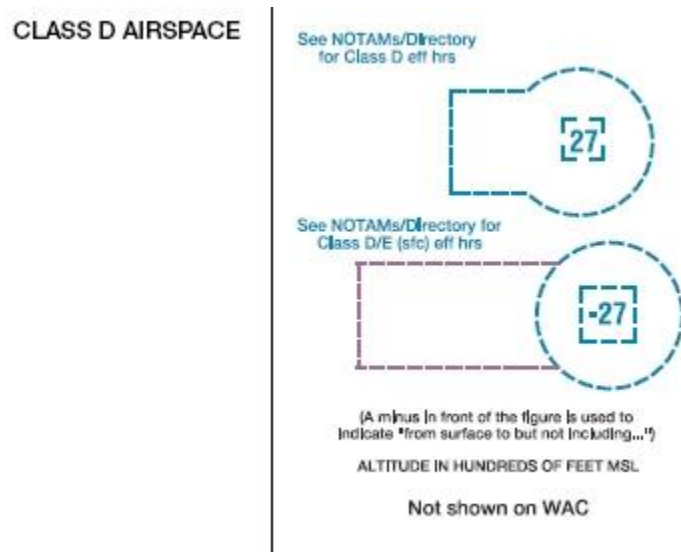 CLASS D AIRSPACE
See NOTAMs/Directory
for Class D eff hrs
27
See NOTAMs/Directory for
Class D/E (sfc) eff hrs
-27
(A minus in front of the figure is used to
indicate "from surface to but not including...")
ALTITUDE IN HUNDREDS OF FEET MSL
Not shown on WAC